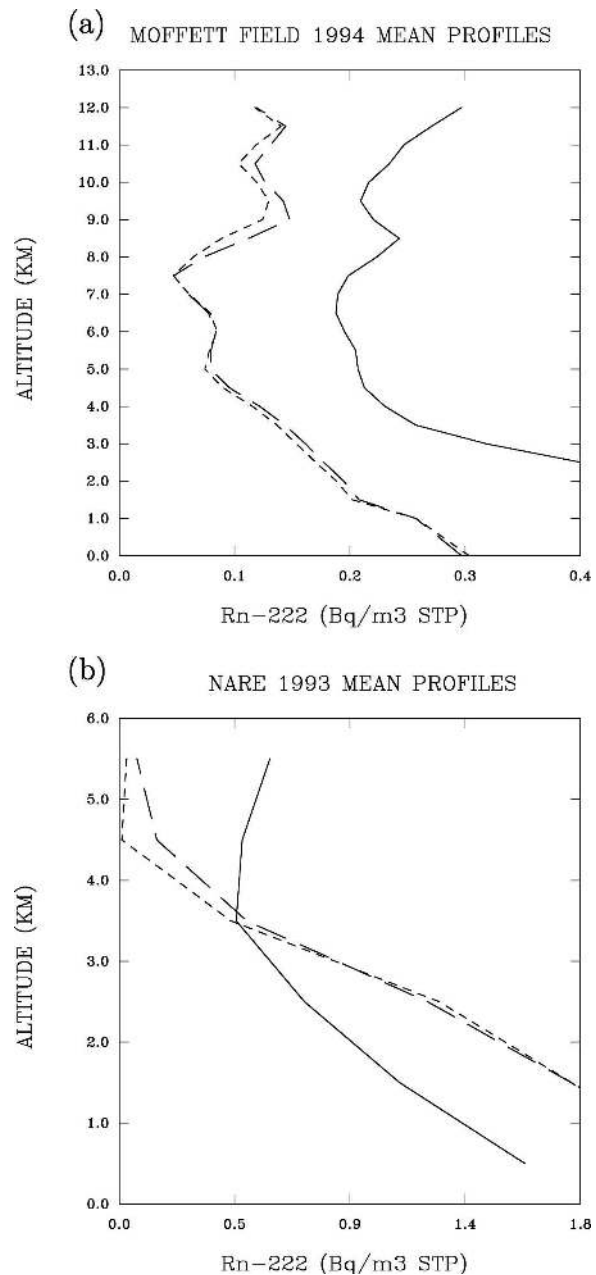 (a)
MOFFETT FIELD 1994 MEAN PROFILES
13.0
12.0
11.0
10.0
9.0
8.0
7.0
6.0
5.0
4.0
3.0
2.0
1.0
0.0
ALTITUDE (KM)
0.0 0.1 0.2 0.3 0.4
Rn-222 (Bq/m3 STP)
(b)
NARE 1993 MEAN PROFILES
6.0
5.0
4.0
3.0
2.0
1.0
0.0
ALTITUDE (KM)
0.0 0.5 0.9 1.4 1.8
Rn-222 (Bq/m3 STP)